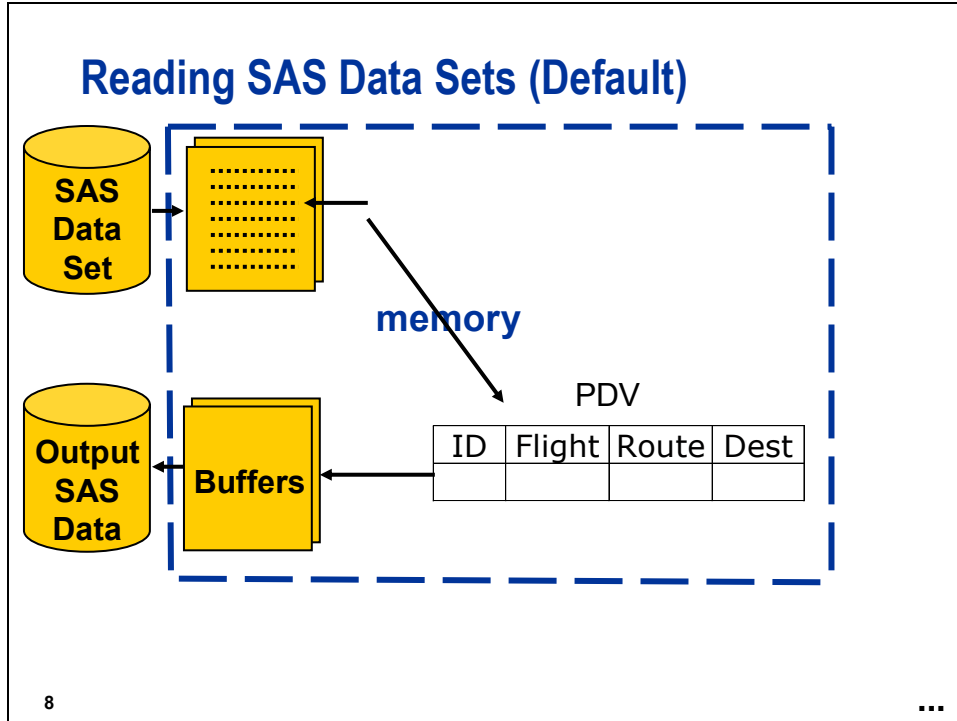 Reading SAS Data Sets (Default)
SAS
Data
Set
memory
PDV
ID Flight Route Dest
Output
SAS
Data
Buffers
8
...